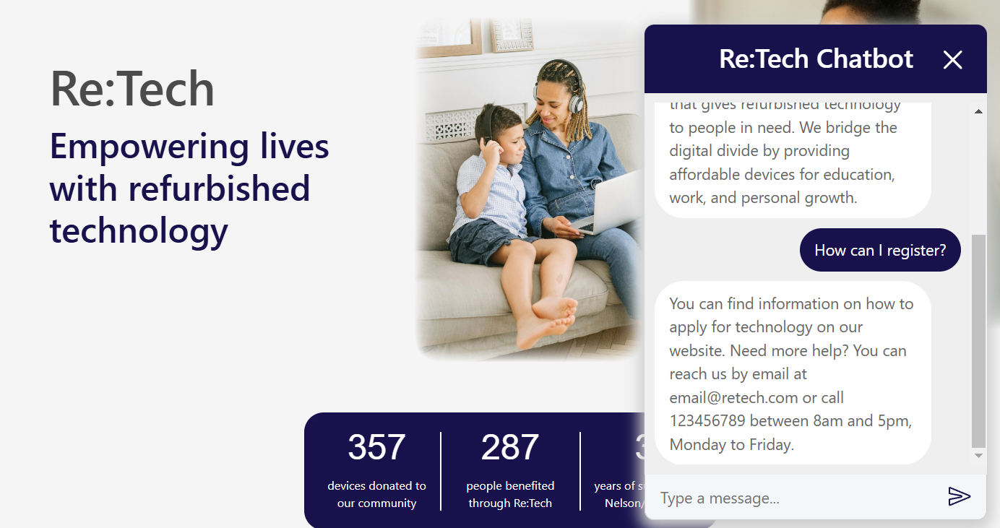 Re:Tech
Empowering lives
with refurbished
technology
357
devices donated to
our community
287
people benefited
through Re:Tech
years of
Nelson/
Re:Tech Chatbot
that gives refurbished technology
to people in need. We bridge the
digital divide by providing
affordable devices for education,
work, and personal growth.
How can I register?
You can find information on how to
apply for technology on our
website. Need more help? You can
reach us by email at
email@retech.com or call
123456789 between 8am and 5pm,
Monday to Friday.
Type a message...